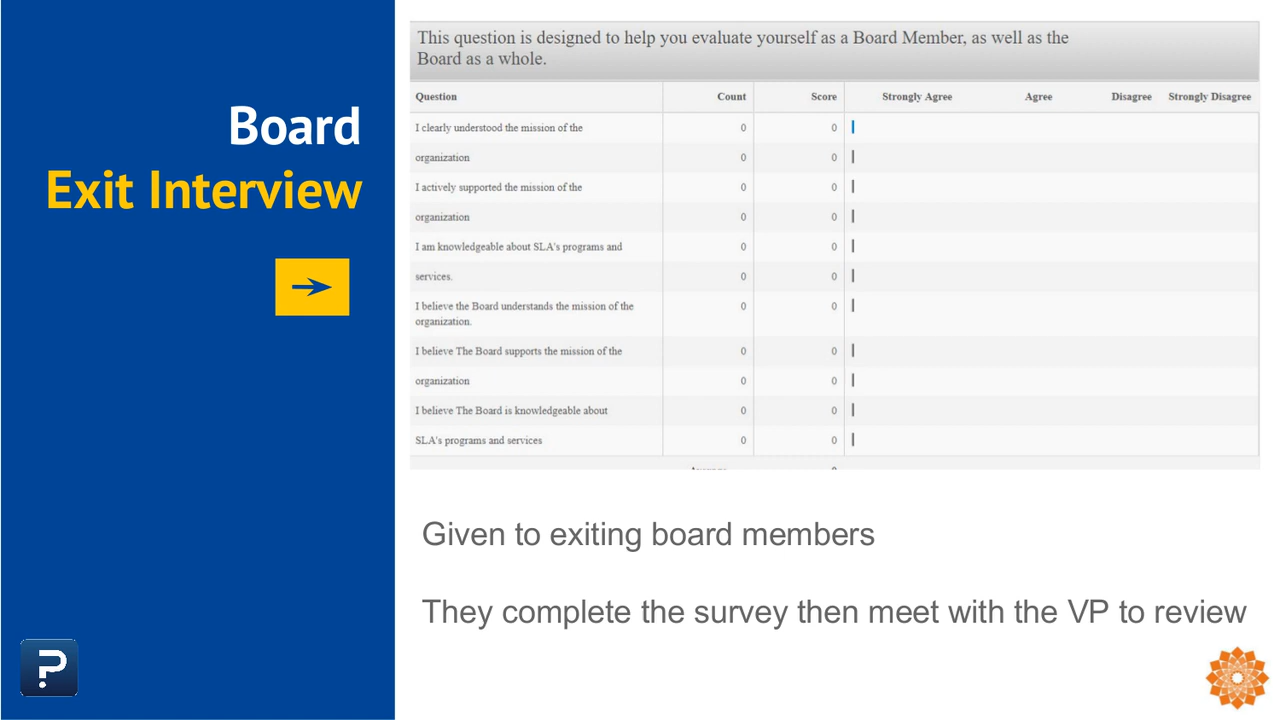 Board
Exit Interview
This question is designed to help you evaluate yourself as a Board Member, as well as the
Board as a whole.
Question Count Score Strongly Agree Agree Disagree Strongly Disagree
I clearly understood the mission of the 0 0
organization 0 0
I actively supported the mission of the 0 0
organization 0 0
I am knowledgeable about SLA's programs and 0 0
services. 0 0
I believe the Board understands the mission of the 0 0
organization.
I believe The Board supports the mission of the 0 0
organization 0 0
I believe The Board is knowledgeable about 0 0
SLA's programs and services 0 0
Given to exiting board members
They complete the survey then meet with the VP to review